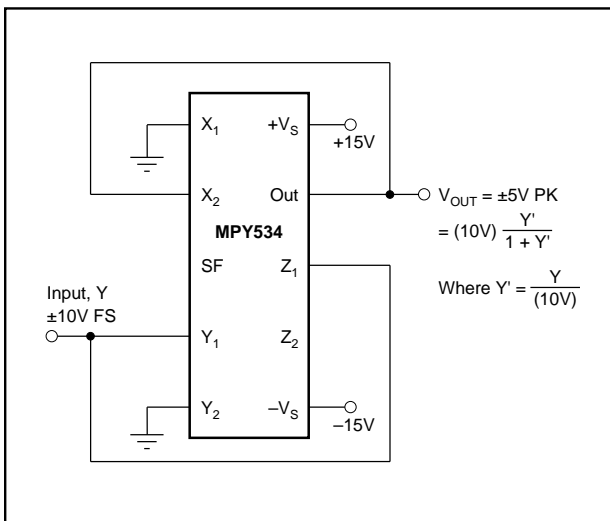 X1
+VS
+15V
X2
Out
VOUT = ±5V PK
MPY534
= (10V) Y' / 1 + Y'
SF
Z1
Input, Y
±10V FS
Where Y' = Y / (10V)
Y1
Z2
Y2
–VS
–15V